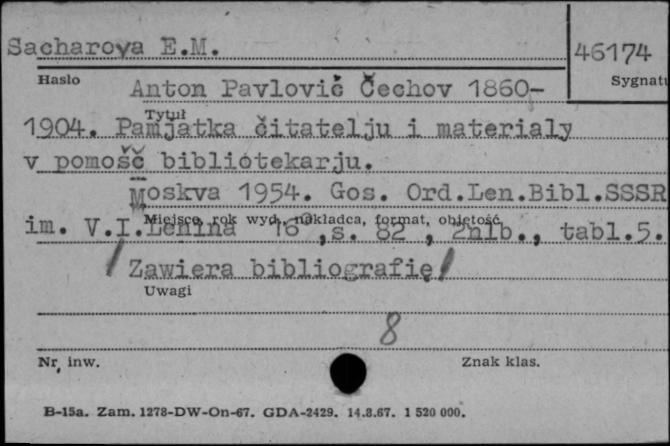 Sacharova E.M.
46174
Hasło
Sygnatu
Anton Pavlovič Čechov 1860-
Tytuł
1904. Pamjatka čitatelju i materialy
v pomošč bibliotekarju.
Moskva 1954. Gos. Ord.Len.Bibl.SSSR
Miejsce, rok wyd., nakładca, format, objętość
im. V.I.Lenina 16°,s. 82 , 2nlb., tabl.5.
/Zawiera bibliografię/
Uwagi
8
Nr. inw.
Znak klas.
B-15a. Zam. 1278-DW-On-67. GDA-2429. 14.8.67. 1 520 000.